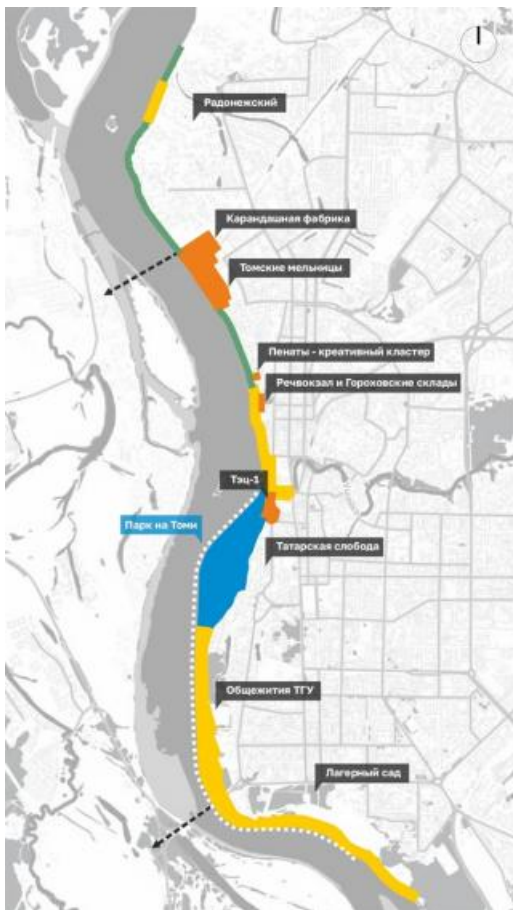 Радонежский
Карандашная фабрика
Томские мельницы
Пенаты - креативный кластер
Речвокзал и Гороховские склады
Тэц-1
Парк на Томи
Татарская слобода
Общежития ТГУ
Лагерный сад